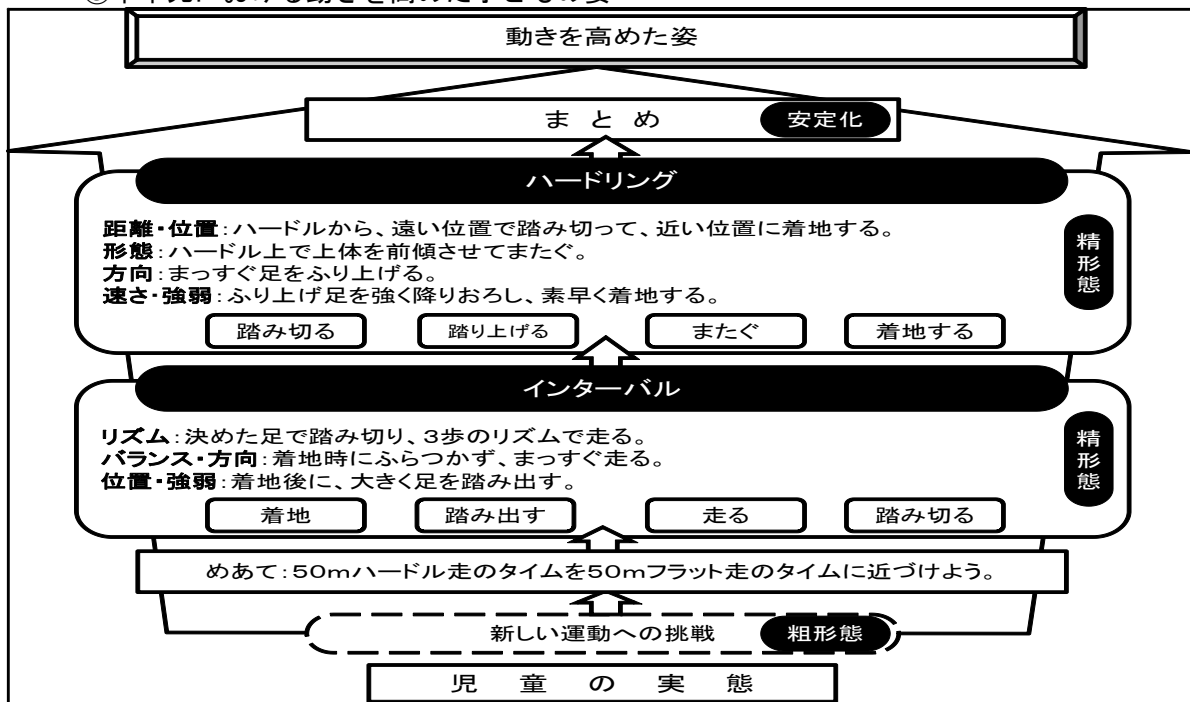 動きを高めた姿
まとめ 安定化
ハードリング
距離・位置:ハードルから、遠い位置で踏み切って、近い位置に着地する。
形態:ハードル上で上体を前傾させてまたぐ。
方向:まっすぐ足をふり上げる。
速さ・強弱:ふり上げ足を強く降りおろし、素早く着地する。
精形態
踏み切る 踏り上げる またぐ 着地する
インターバル
リズム:決めた足で踏み切り、3歩のリズムで走る。
バランス・方向:着地時にふらつかず、まっすぐ走る。
位置・強弱:着地後に、大きく足を踏み出す。
精形態
着地 踏み出す 走る 踏み切る
めあて:50mハードル走のタイムを50mフラット走のタイムに近づけよう。
新しい運動への挑戦 粗形態
児童の実態